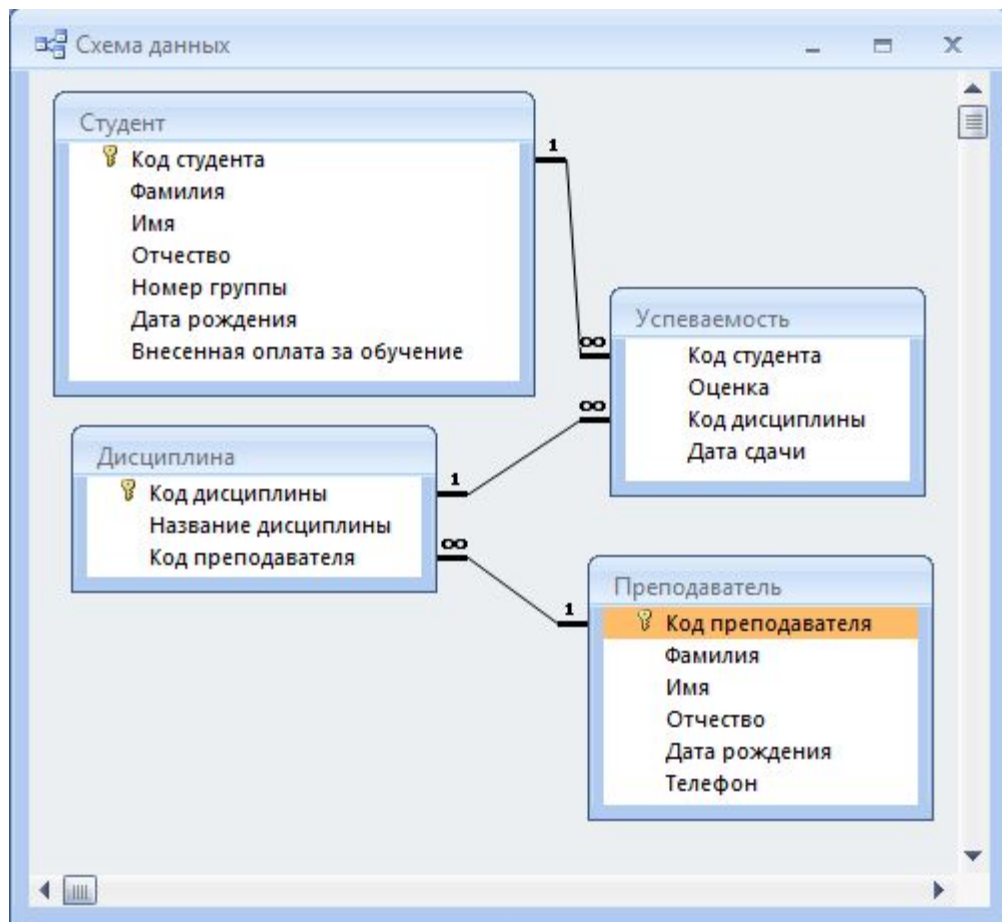 Схема данных
Студент
Код студента
Фамилия
Имя
Отчество
Номер группы
Дата рождения
Внесенная оплата за обучение
1
∞
Успеваемость
Код студента
Оценка
Код дисциплины
Дата сдачи
∞
Дисциплина
Код дисциплины
Название дисциплины
Код преподавателя
1
∞
1
Преподаватель
Код преподавателя
Фамилия
Имя
Отчество
Дата рождения
Телефон